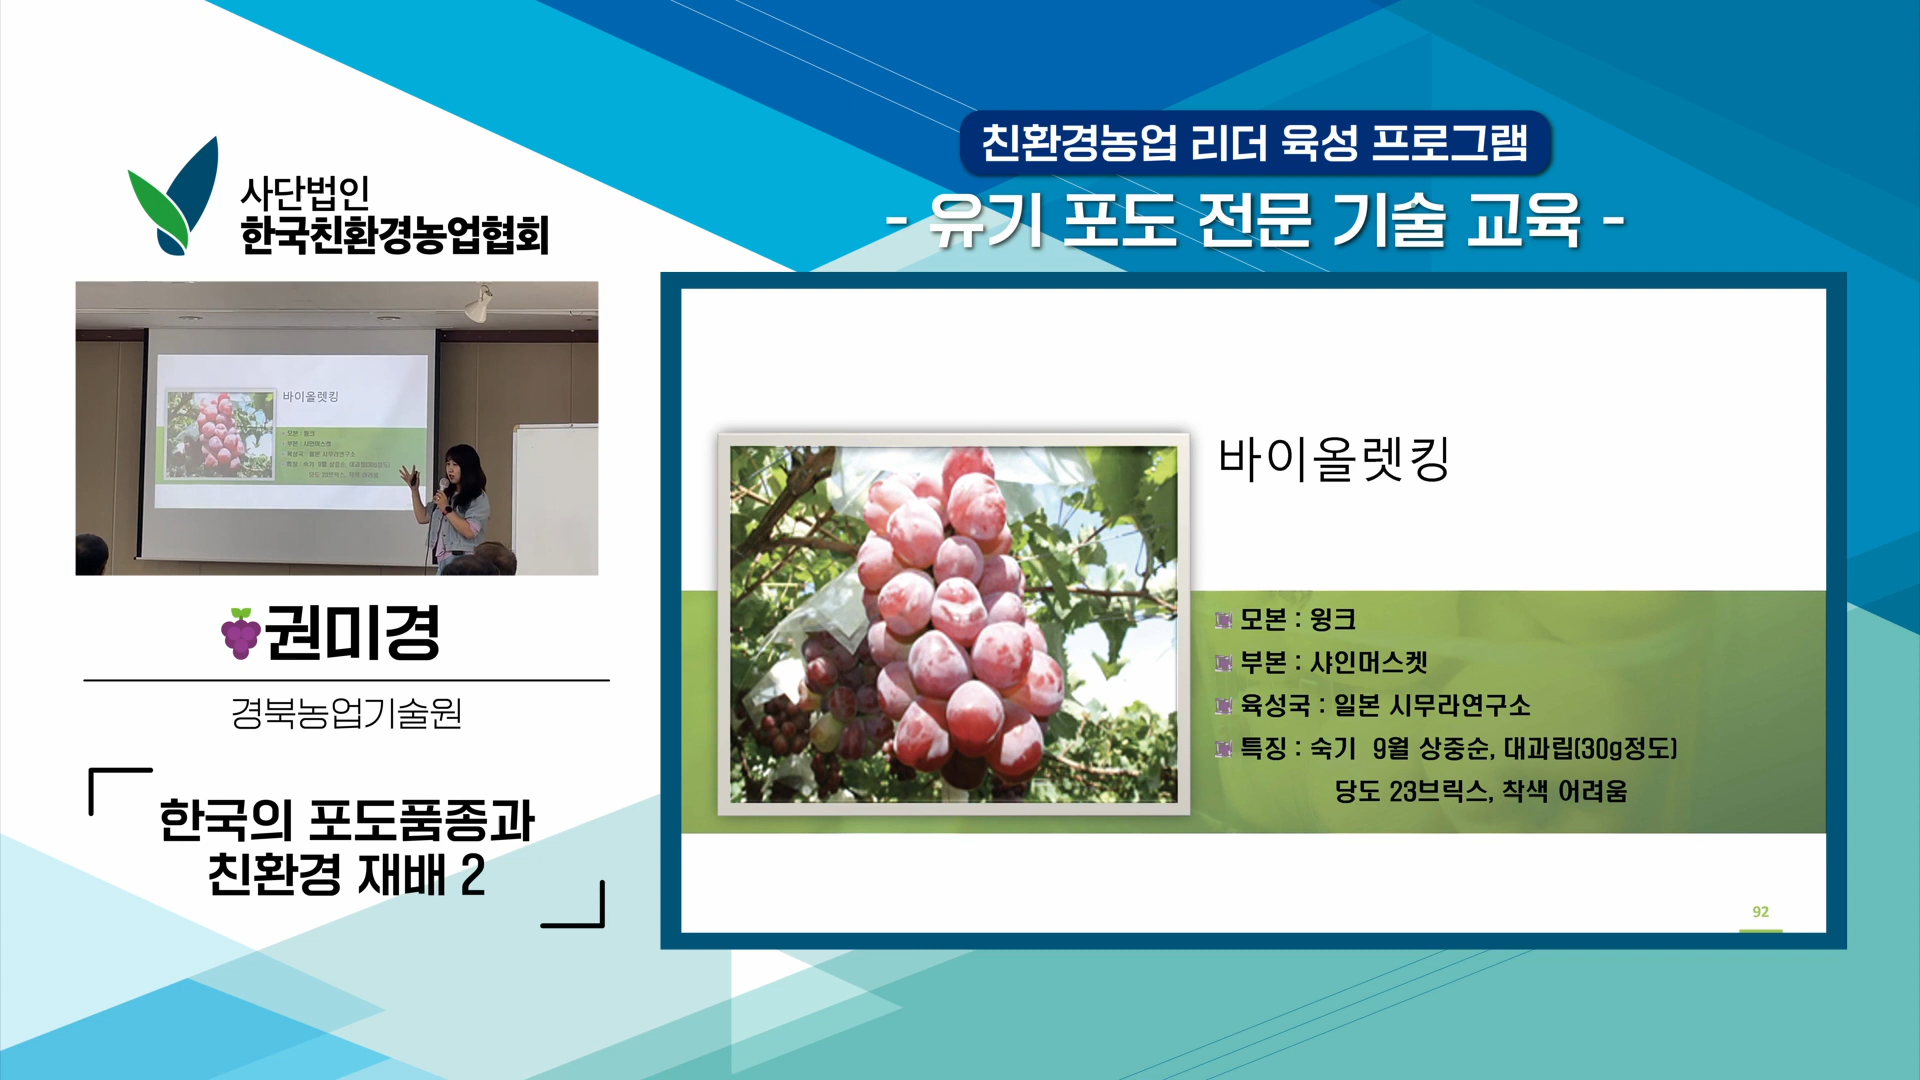 사단법인
한국친환경농업협회
친환경농업 리더 육성 프로그램
- 유기 포도 전문 기술 교육 -
바이올렛킹
권미경
경북농업기술원
한국의 포도품종과
친환경 재배 2
바이올렛킹
모본 : 윙크
부본 : 샤인머스켓
육성국 : 일본 시무라연구소
특징 : 숙기 9월 상중순, 대과립(30g정도)
당도 23브릭스, 착색 어려움
92